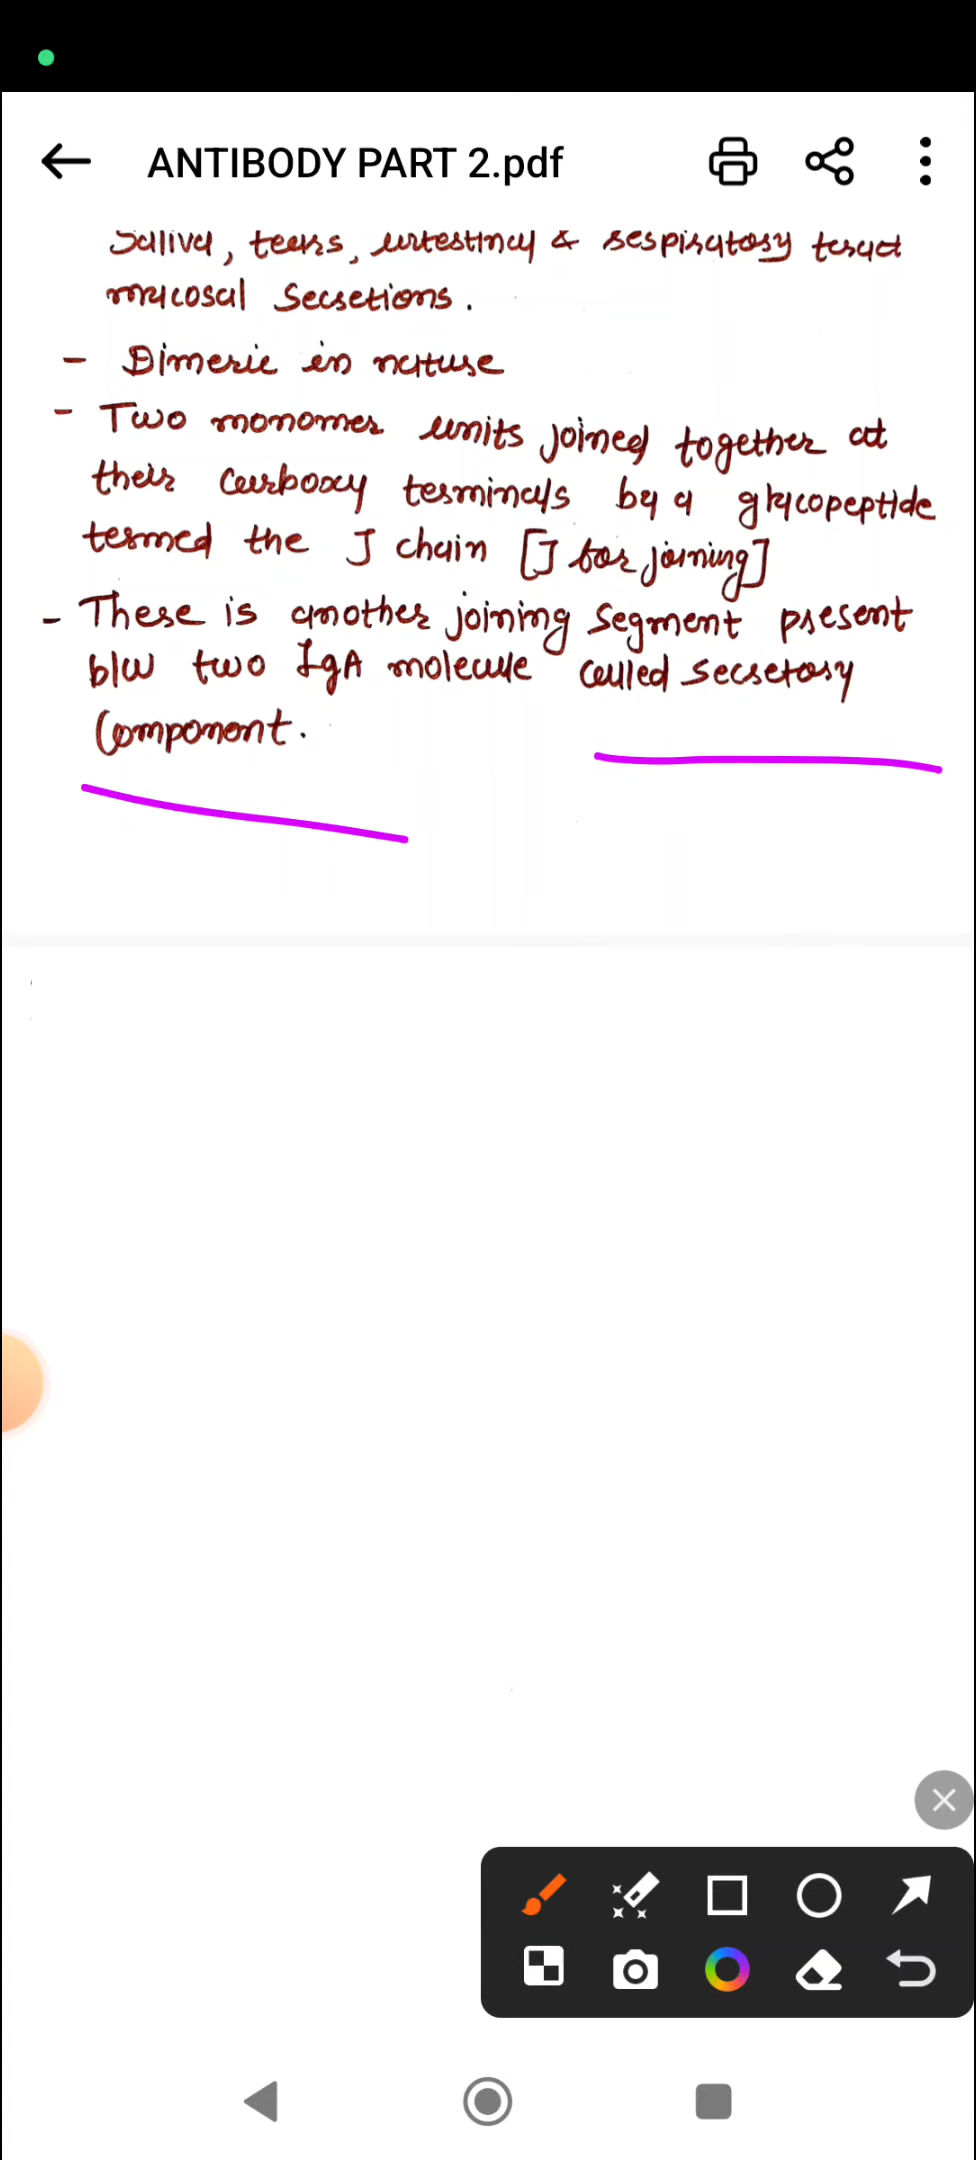 ANTIBODY PART 2.pdf
Saliva, tears, intestinal & respiratory tract
mucosal Secretions.
- Dimeric in nature
- Two monomer units joined together at
their carboxy terminals by a glycopeptide
termed the J chain [J for joining]
- There is another joining Segment present
b/w two IgA molecule called secretory
Component.